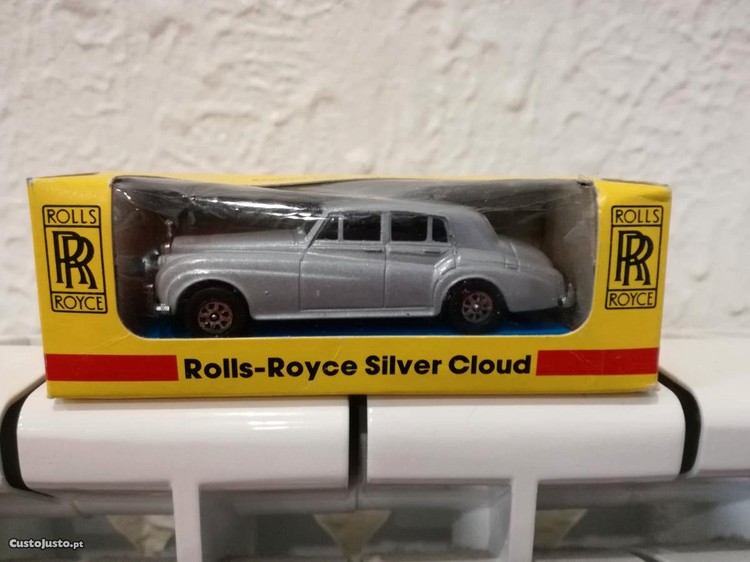 ROLLS
RR
ROYCE
ROLLS
RR
ROYCE
Rolls-Royce Silver Cloud
CustoJusto.pt